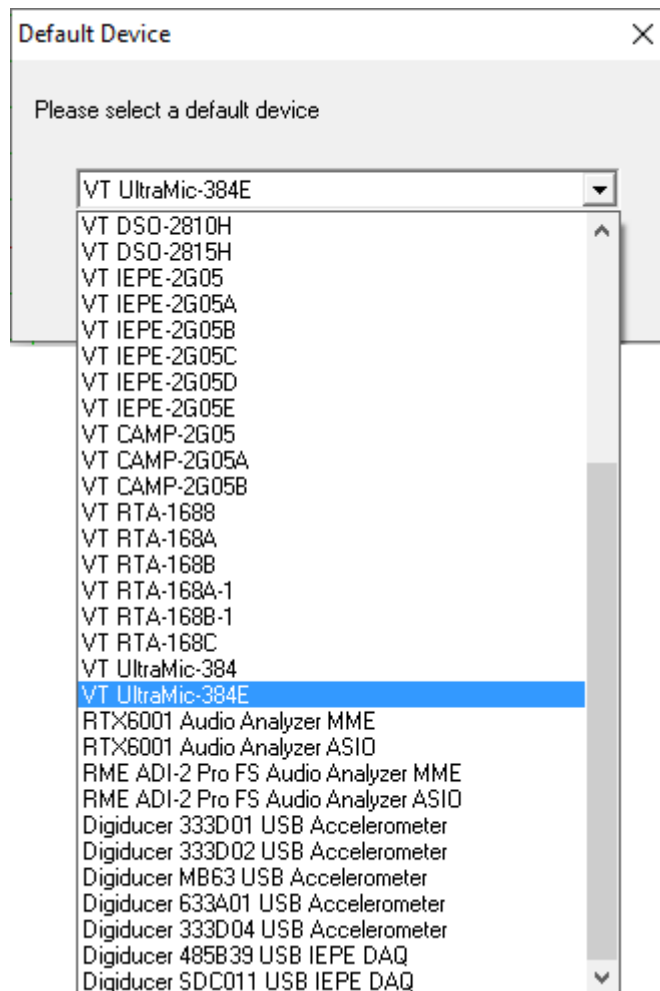 Default Device
Please select a default device
VT UltraMic-384E
VT DSO-2810H
VT DSO-2815H
VT IEPE-2G05
VT IEPE-2G05A
VT IEPE-2G05B
VT IEPE-2G05C
VT IEPE-2G05D
VT IEPE-2G05E
VT CAMP-2G05
VT CAMP-2G05A
VT CAMP-2G05B
VT RTA-168B
VT RTA-168A
VT RTA-168B
VT RTA-168A-1
VT RTA-168B-1
VT RTA-168C
VT UltraMic-384
VT UltraMic-384E
RTX6001 Audio Analyzer MME
RTX6001 Audio Analyzer ASIO
RME ADI-2 Pro FS Audio Analyzer MME
RME ADI-2 Pro FS Audio Analyzer ASIO
Digiducer 333D01 USB Accelerometer
Digiducer 333D02 USB Accelerometer
Digiducer MB63 USB Accelerometer
Digiducer 633A01 USB Accelerometer
Digiducer 333D04 USB Accelerometer
Digiducer 485B39 USB IEPE DAQ
Digiducer SDC011 USB IEPE DAQ